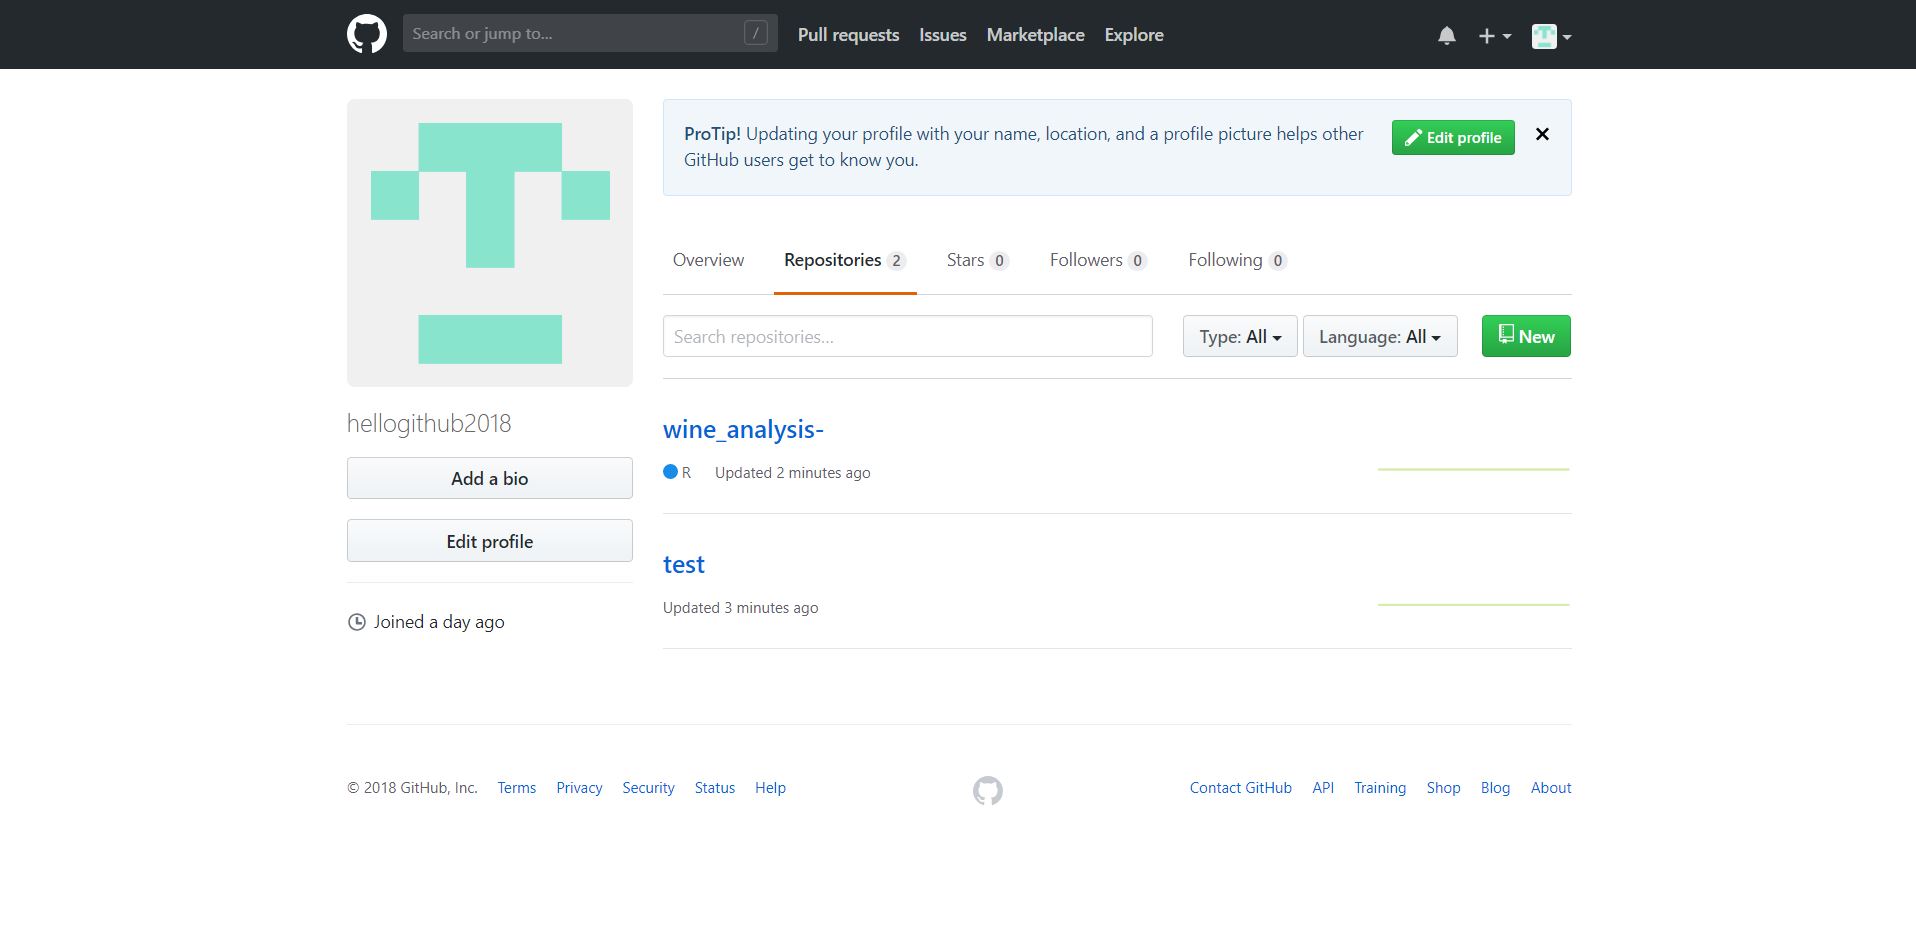 Search or jump to... / Pull requests Issues Marketplace Explore
ProTip! Updating your profile with your name, location, and a profile picture helps other
GitHub users get to know you.
Edit profile
Overview Repositories 2 Stars 0 Followers 0 Following 0
Search repositories... Type: All Language: All New
hellogithub2018
Add a bio
Edit profile
Joined a day ago
wine_analysis-
R Updated 2 minutes ago
test
Updated 3 minutes ago
© 2018 GitHub, Inc. Terms Privacy Security Status Help Contact GitHub API Training Shop Blog About